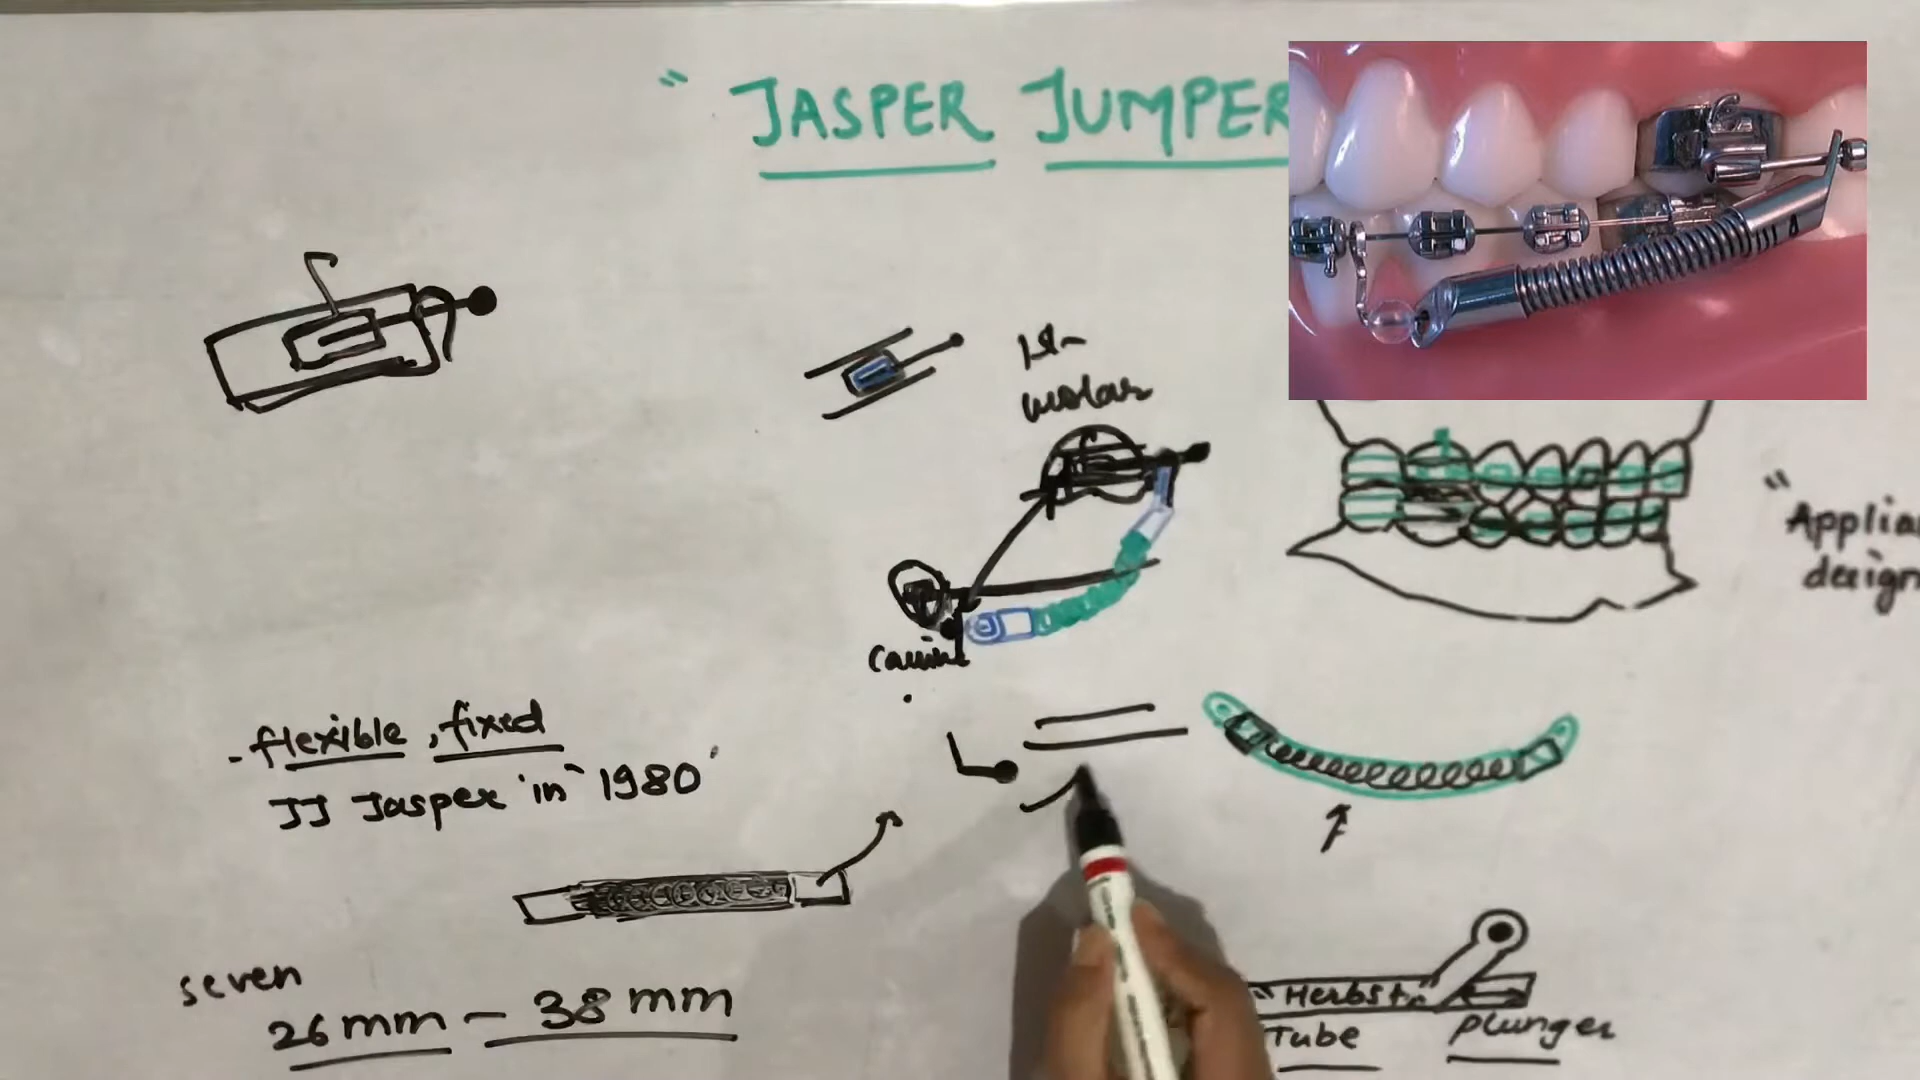 " JASPER JUMPER
1st
molar
"Applia
design
Canine
- flexible, fixed
JJ Jasper in 1980
seven
26 mm - 38 mm
"Herbst"
Tube
plunger